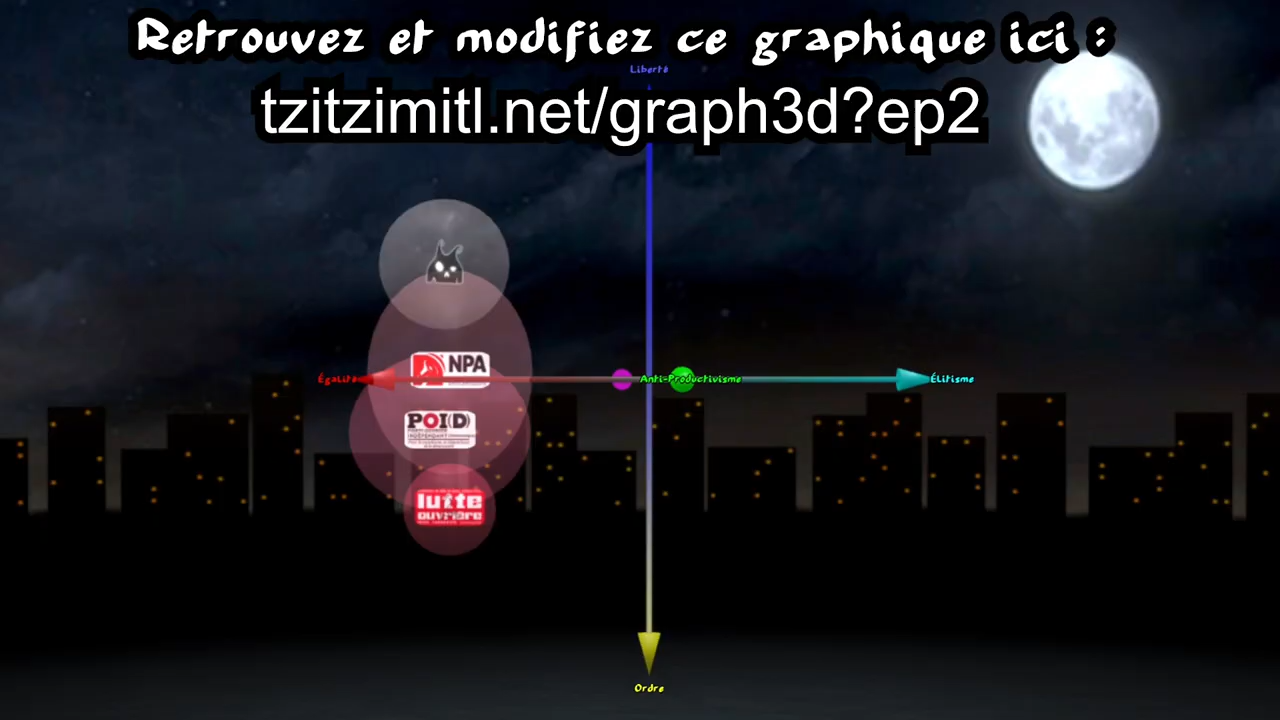 Retrouvez et modifiez ce graphique ici :
Liberté
tzitzimitl.net/graph3d?ep2
NPA
Égalité
Anti-Productivisme
Élitisme
POI(D)
lutte
ouvrière
Ordre